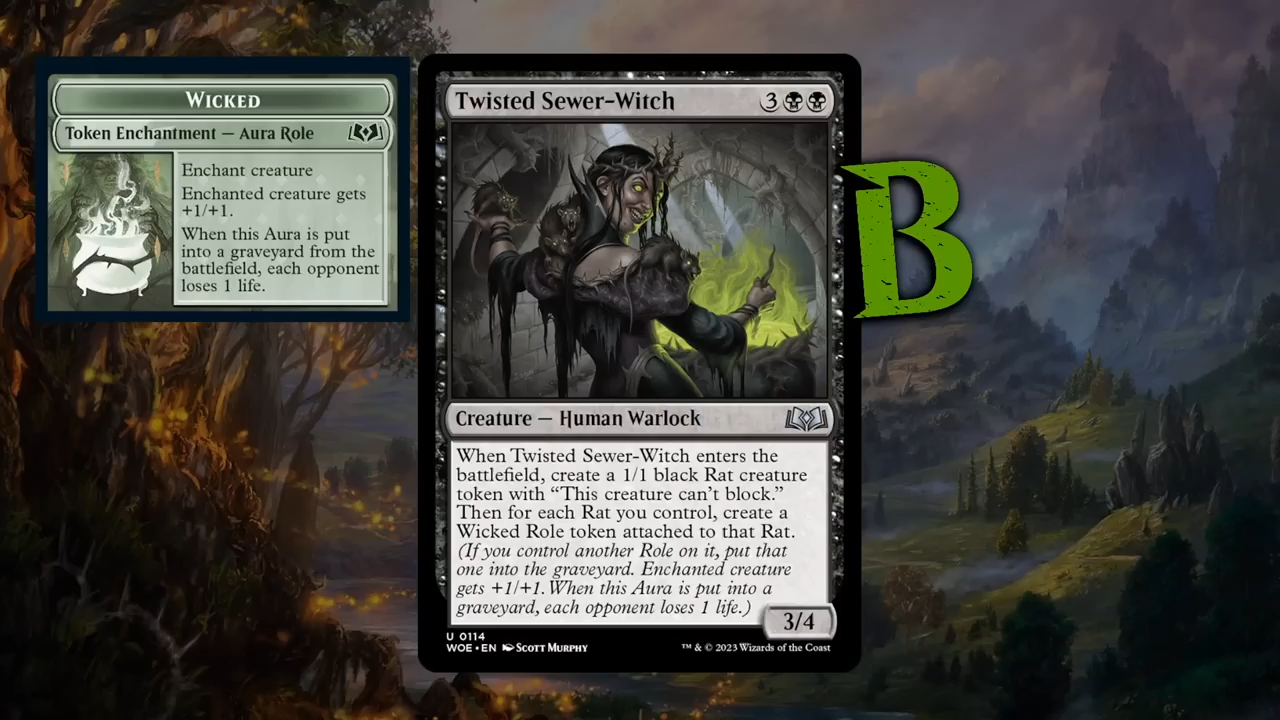 Wicked
Token Enchantment — Aura Role
Enchant creature
Enchanted creature gets
+1/+1.
When this Aura is put
into a graveyard from the
battlefield, each opponent
loses 1 life.
Twisted Sewer-Witch
3
Creature — Human Warlock
When Twisted Sewer-Witch enters the
battlefield, create a 1/1 black Rat creature
token with “This creature can’t block.”
Then for each Rat you control, create a
Wicked Role token attached to that Rat.
(If you control another Role on it, put that
one into the graveyard. Enchanted creature
gets +1/+1. When this Aura is put into a
graveyard, each opponent loses 1 life.)
3/4
U 0114
WOE • EN Scott Murphy
™ & © 2023 Wizards of the Coast
B